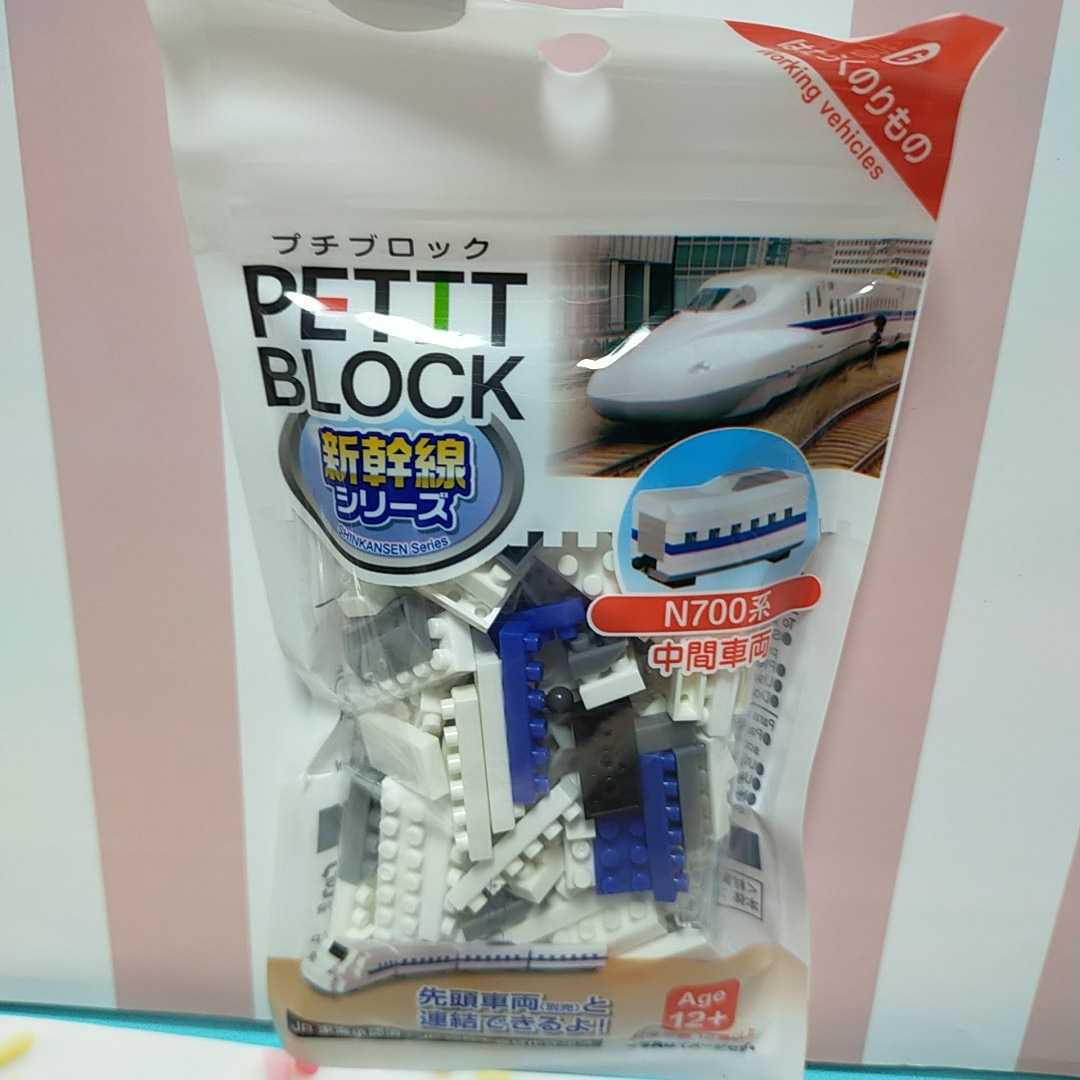 はたらくのりもの
Working vehicles
プチブロック
PETIT
BLOCK
新幹線
シリーズ
SHINKANSEN Series
N700系
中間車両
先頭車両(別売)と
連結できるよ!
Age
12+